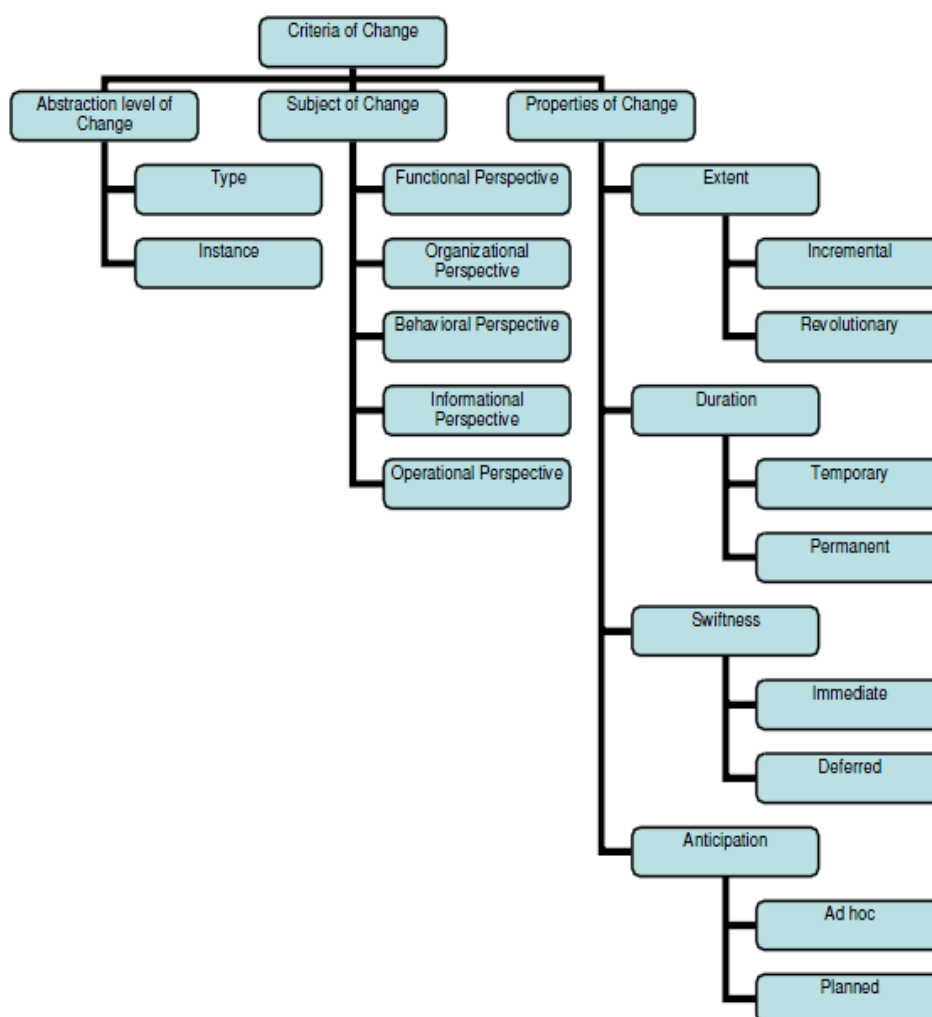 Criteria of Change
Abstraction level of
Change
Subject of Change
Properties of Change
Type
Instance
Functional Perspective
Organizational
Perspective
Behavioral Perspective
Informational
Perspective
Operational Perspective
Extent
Incremental
Revolutionary
Duration
Temporary
Permanent
Swiftness
Immediate
Deferred
Anticipation
Ad hoc
Planned